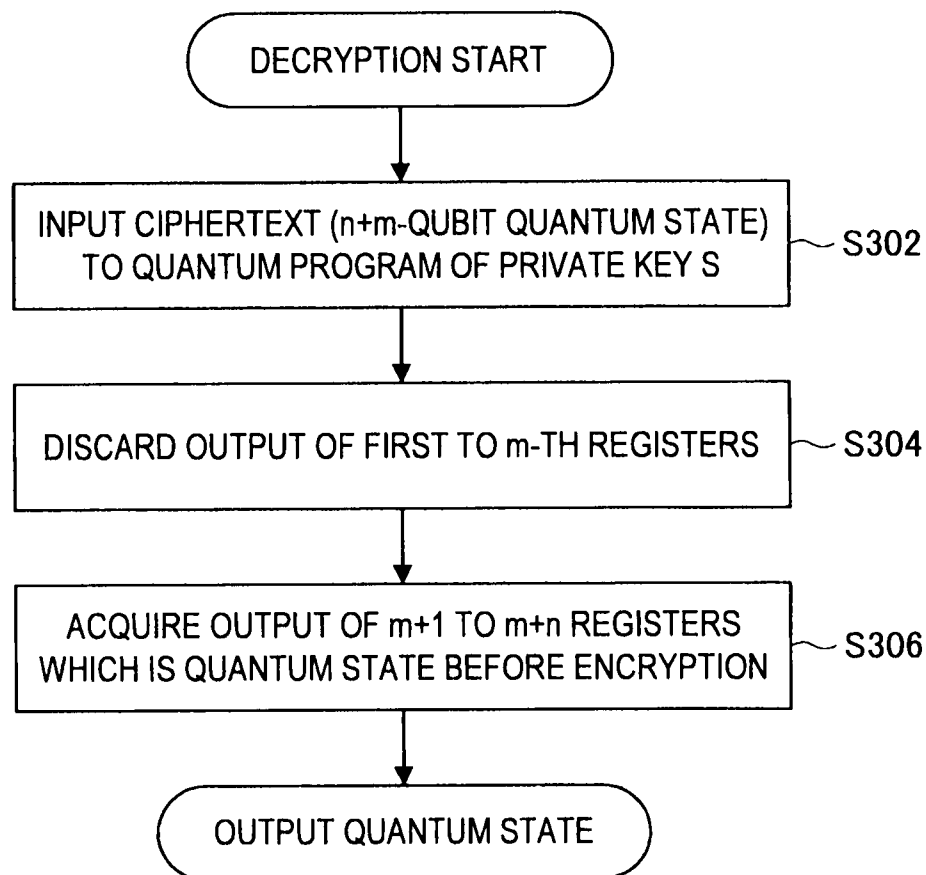 DECRYPTION START
INPUT CIPHERTEXT (n+m-QUBIT QUANTUM STATE)
TO QUANTUM PROGRAM OF PRIVATE KEY S
S302
DISCARD OUTPUT OF FIRST TO m-TH REGISTERS
S304
ACQUIRE OUTPUT OF m+1 TO m+n REGISTERS
WHICH IS QUANTUM STATE BEFORE ENCRYPTION
S306
OUTPUT QUANTUM STATE